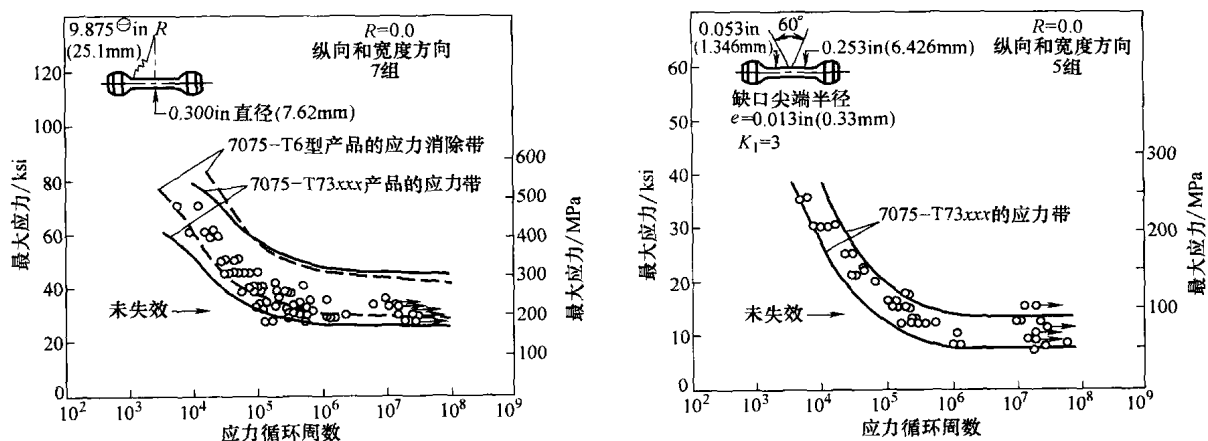 9.875⊖in R
(25.1mm)
R=0.0
纵向和宽度方向
7组
0.300in直径(7.62mm)
7075-T6型产品的应力消除带
7075-T73xxx产品的应力带
未失效
最大应力/ksi
120
100
80
60
40
20
0
最大应力/MPa
600
500
400
300
200
100
10² 10³ 10⁴ 10⁵ 10⁶ 10⁷ 10⁸ 10⁹
应力循环周数
0.053in
(1.346mm)
60°
0.253in(6.426mm)
R=0.0
纵向和宽度方向
5组
缺口尖端半径
e=0.013in(0.33mm)
K₁=3
7075-T73xxx的应力带
未失效
最大应力/ksi
60
50
40
30
20
10
0
最大应力/MPa
300
200
100
10² 10³ 10⁴ 10⁵ 10⁶ 10⁷ 10⁸ 10⁹
应力循环周数